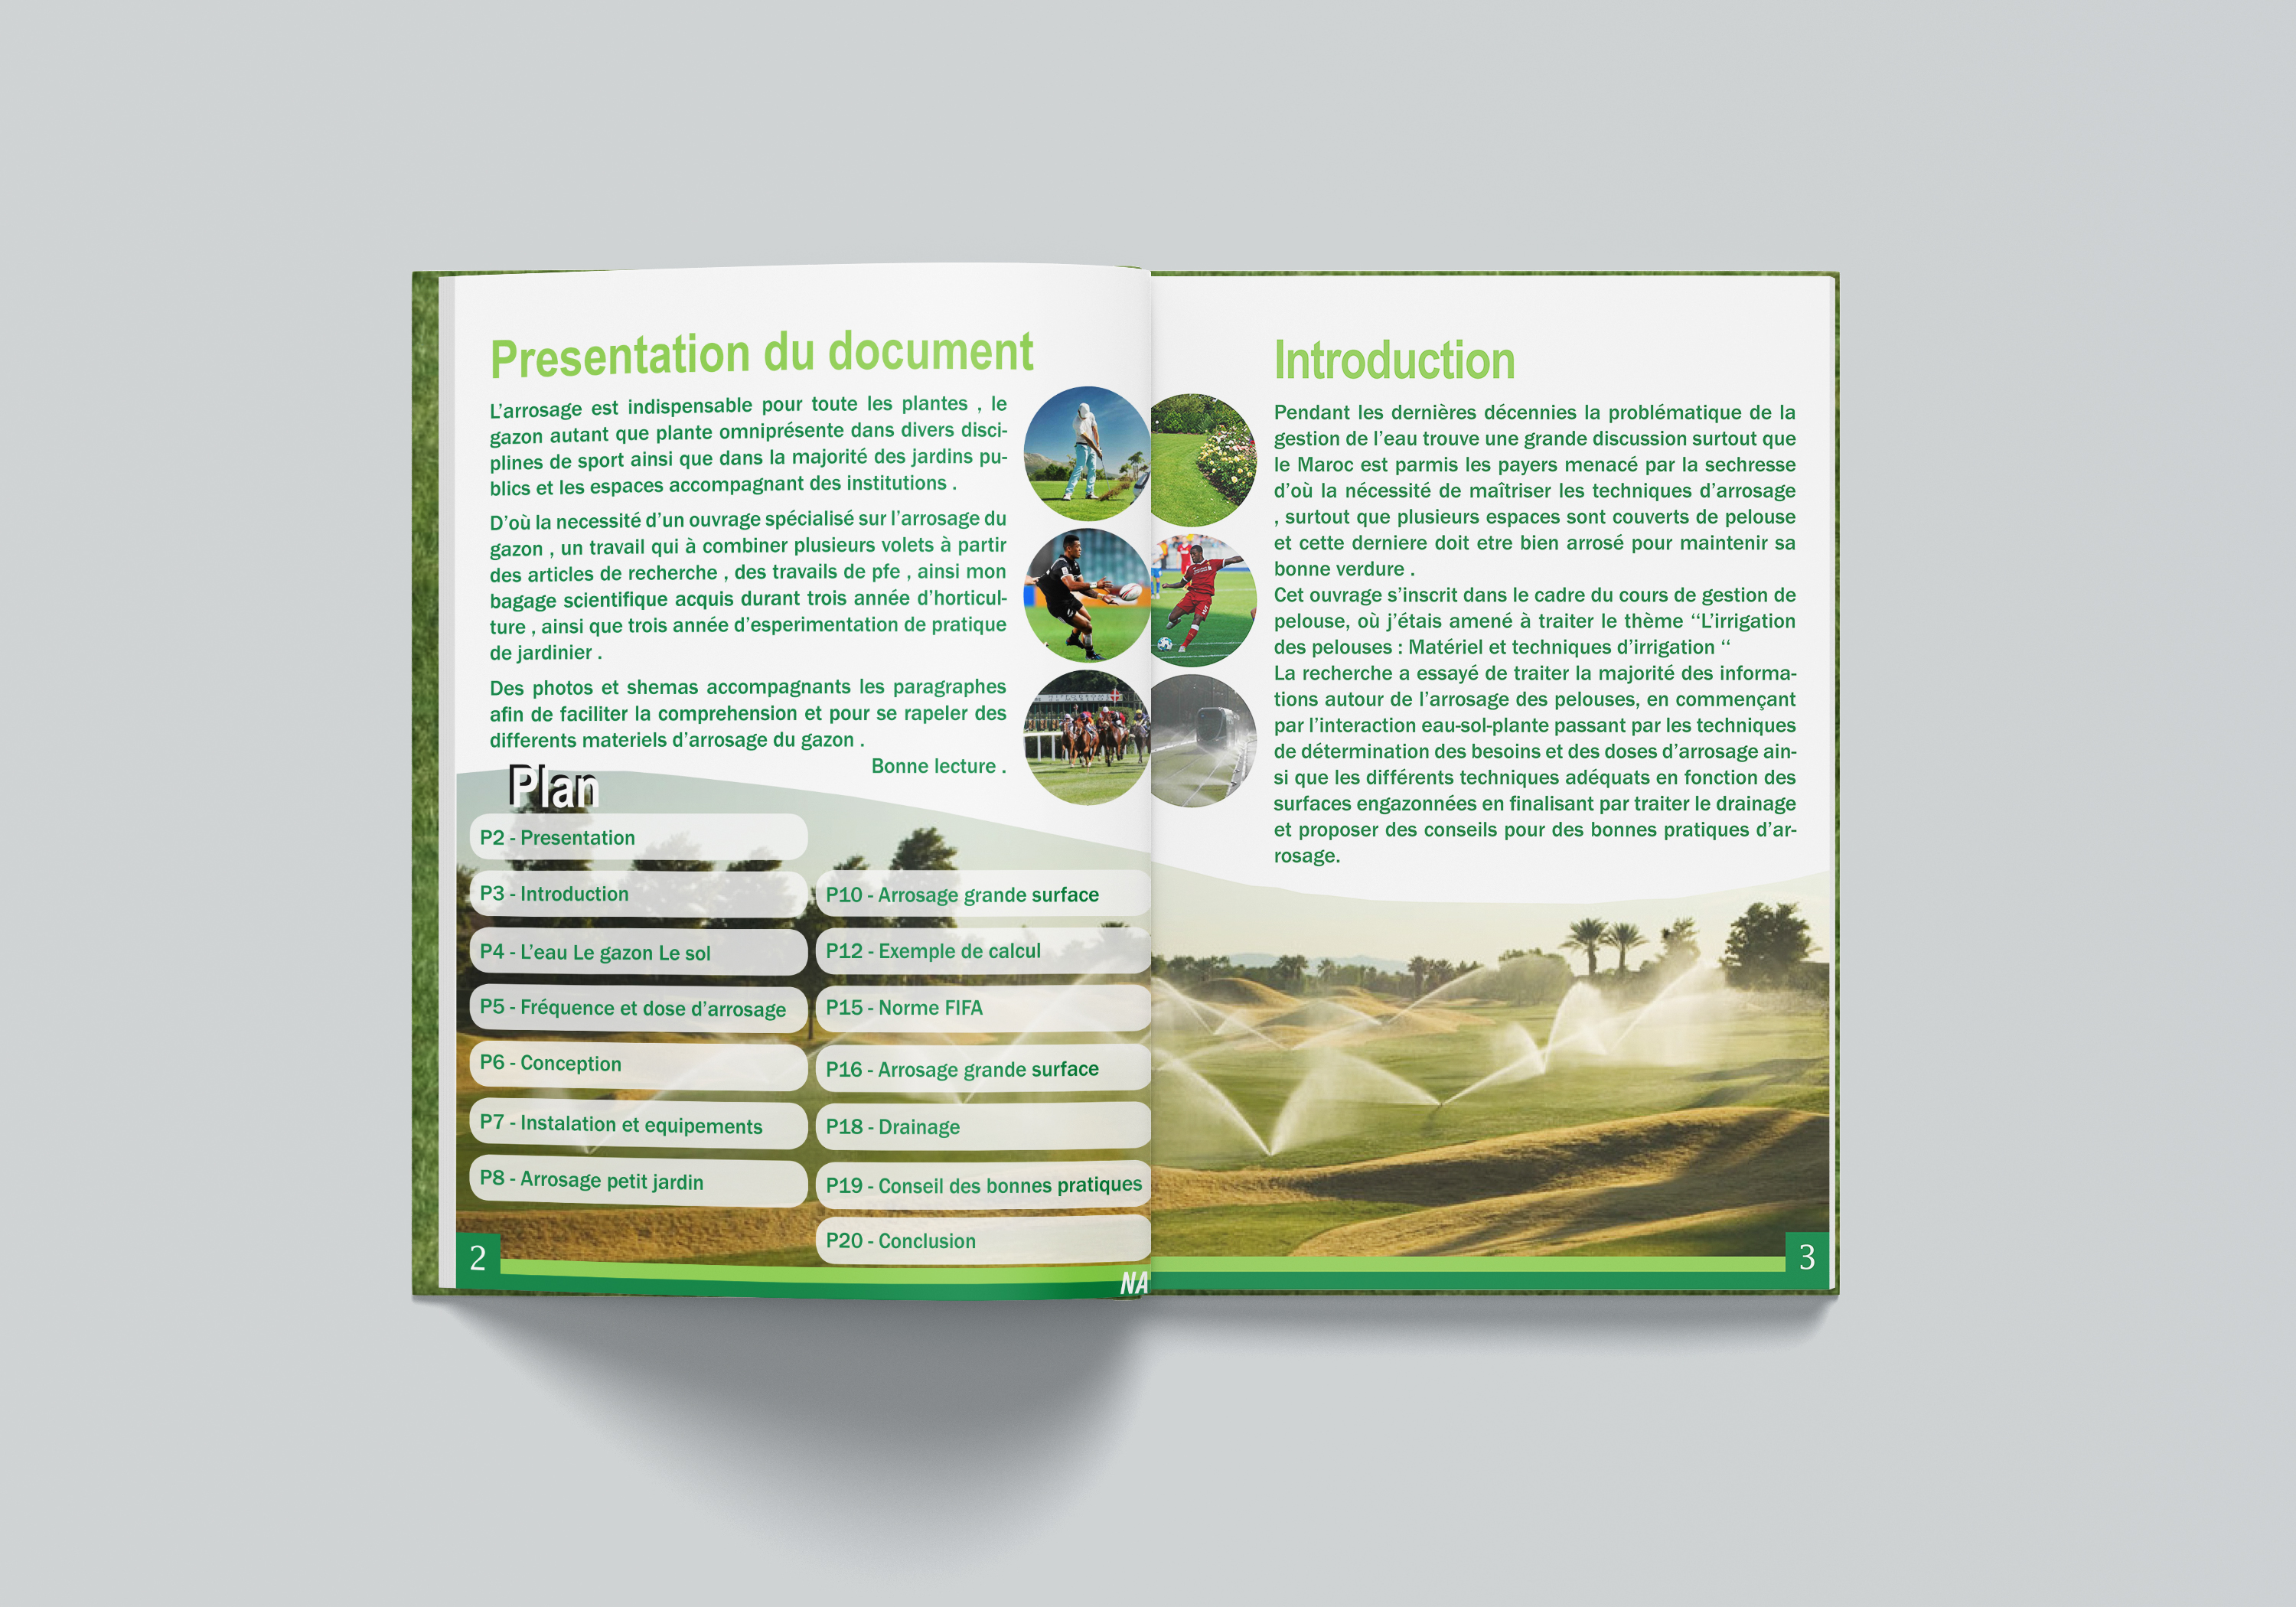 Presentation du document
L'arrosage est indispensable pour toute les plantes , le
gazon autant que plante omniprésente dans divers disci-
plines de sport ainsi que dans la majorité des jardins pu-
blics et les espaces accompagnant des institutions .
D'où la necessité d'un ouvrage spécialisé sur l'arrosage du
gazon , un travail qui à combiner plusieurs volets à partir
des articles de recherche , des travails de pfe , ainsi mon
bagage scientifique acquis durant trois année d'horticul-
ture , ainsi que trois année d'esperimentation de pratique
de jardinier .
Des photos et shemas accompagnants les paragraphes
afin de faciliter la comprehension et pour se rapeler des
differents materiels d'arrosage du gazon .
Bonne lecture .
Plan
P2 - Presentation
P3 - Introduction
P4 - L'eau Le gazon Le sol
P5 - Fréquence et dose d'arrosage
P6 - Conception
P7 - Instalation et equipements
P8 - Arrosage petit jardin
P10 - Arrosage grande surface
P12 - Exemple de calcul
P15 - Norme FIFA
P16 - Arrosage grande surface
P18 - Drainage
P19 - Conseil des bonnes pratiques
P20 - Conclusion
2
NA
Introduction
Pendant les dernières décennies la problématique de la
gestion de l'eau trouve une grande discussion surtout que
le Maroc est parmis les payers menacé par la sechresse
d'où la nécessité de maîtriser les techniques d'arrosage
, surtout que plusieurs espaces sont couverts de pelouse
et cette derniere doit etre bien arrosé pour maintenir sa
bonne verdure .
Cet ouvrage s'inscrit dans le cadre du cours de gestion de
pelouse, où j'étais amené à traiter le thème “L'irrigation
des pelouses : Matériel et techniques d'irrigation “
La recherche a essayé de traiter la majorité des informa-
tions autour de l'arrosage des pelouses, en commençant
par l'interaction eau-sol-plante passant par les techniques
de détermination des besoins et des doses d'arrosage ain-
si que les différents techniques adéquats en fonction des
surfaces engazonnées en finalisant par traiter le drainage
et proposer des conseils pour des bonnes pratiques d'ar-
rosage.
3